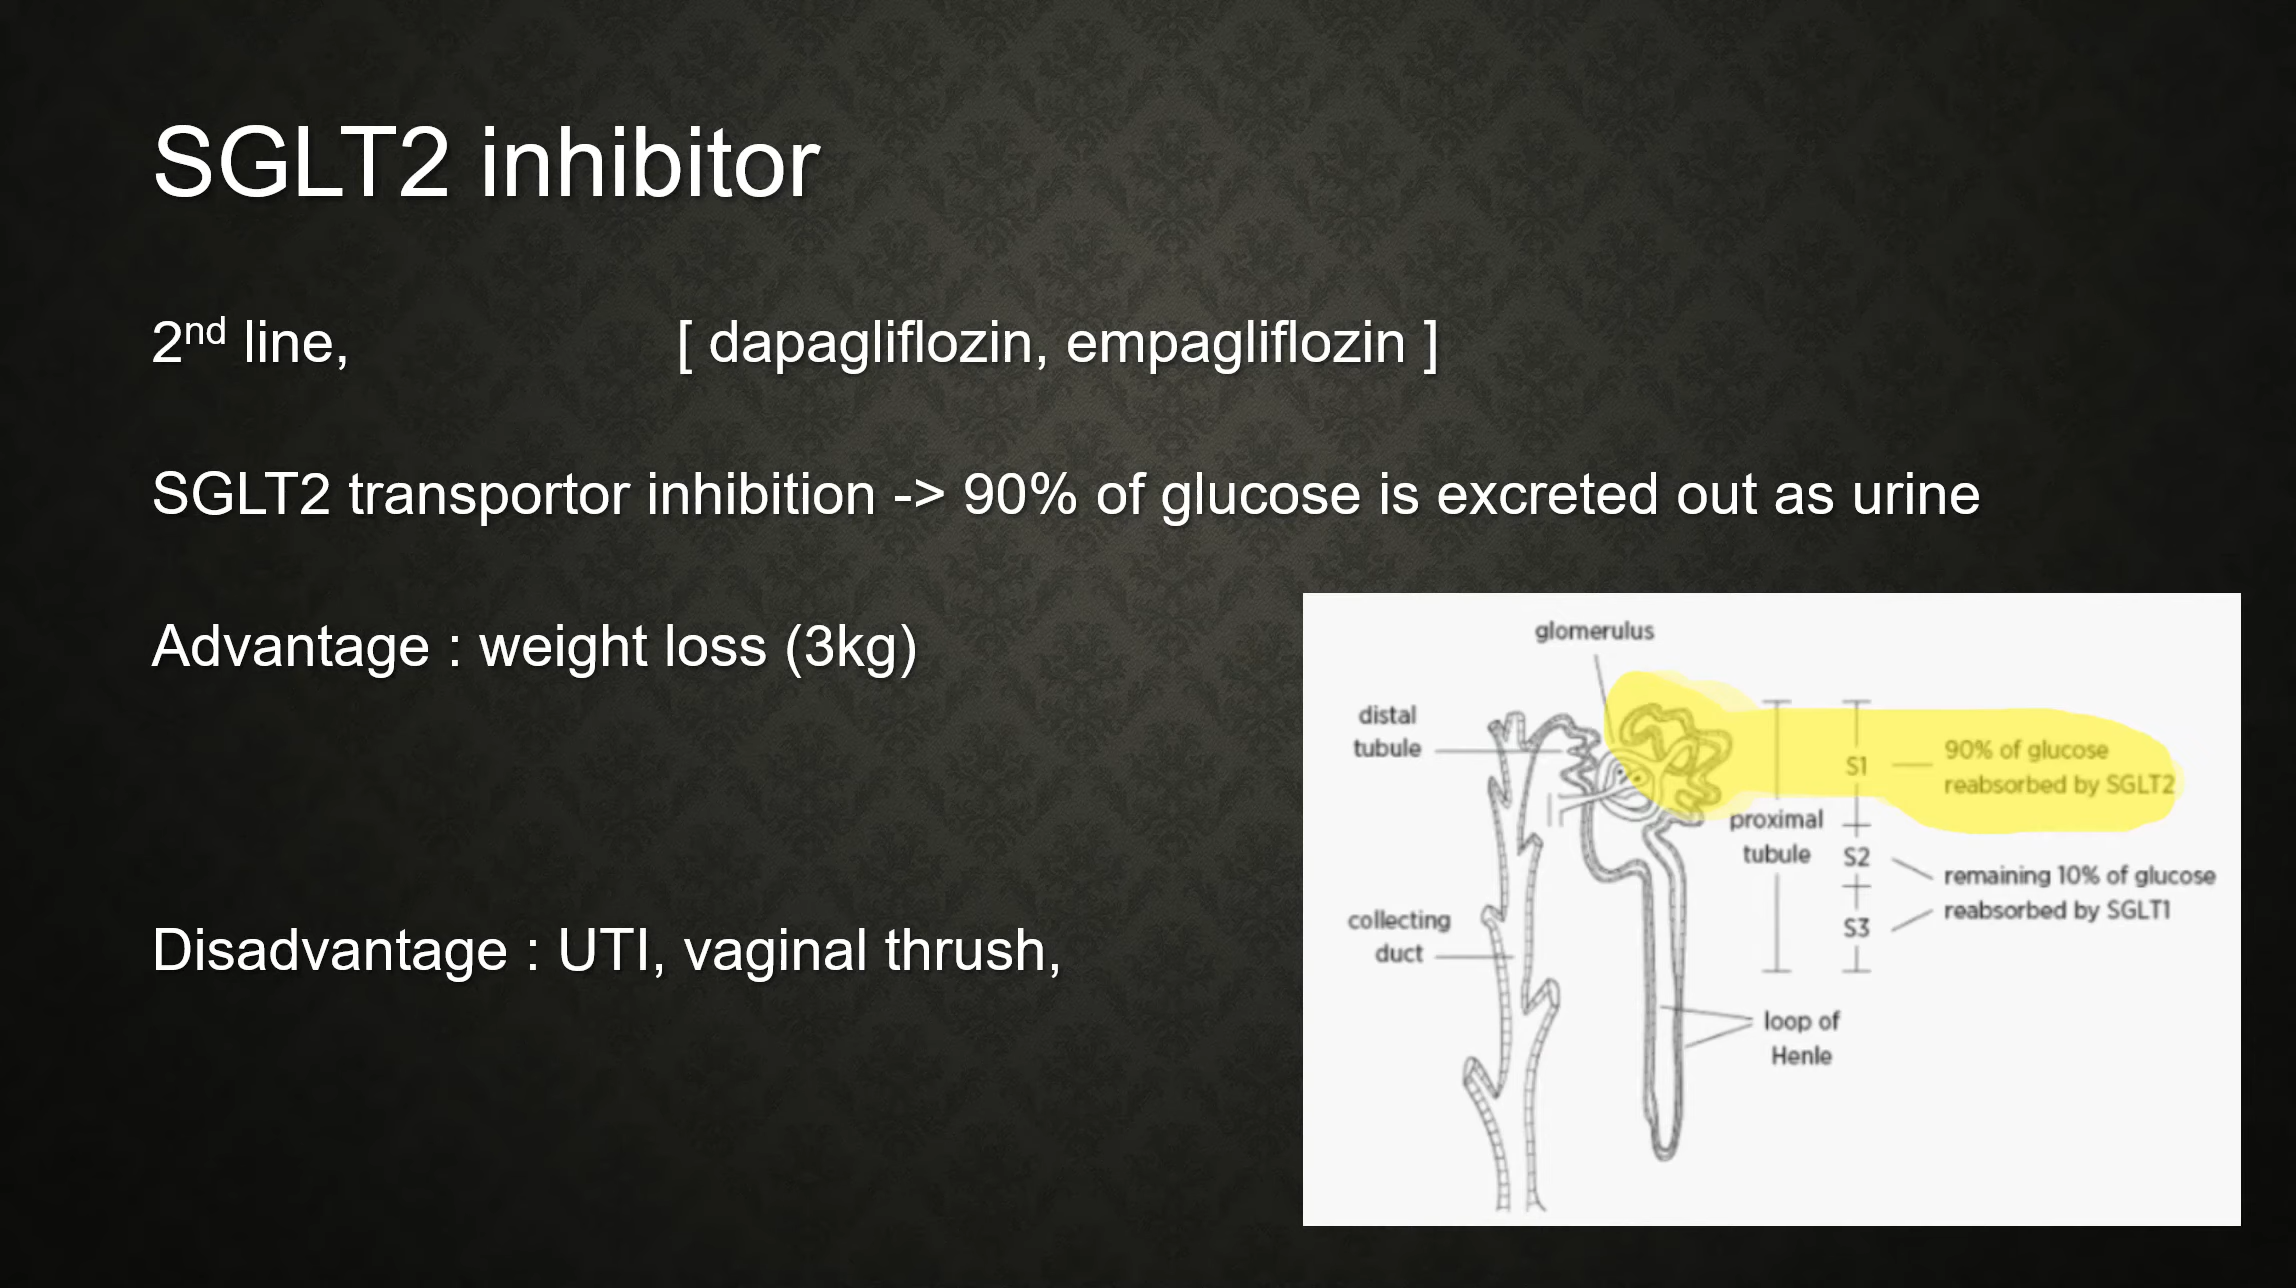 SGLT2 inhibitor
2nd line, [ dapagliflozin, empagliflozin ]
SGLT2 transportor inhibition -> 90% of glucose is excreted out as urine
Advantage : weight loss (3kg)
Disadvantage : UTI, vaginal thrush,
glomerulus
distal
tubule
S1
90% of glucose
reabsorbed by SGLT2
proximal
tubule
S2
S3
remaining 10% of glucose
reabsorbed by SGLT1
collecting
duct
loop of
Henle